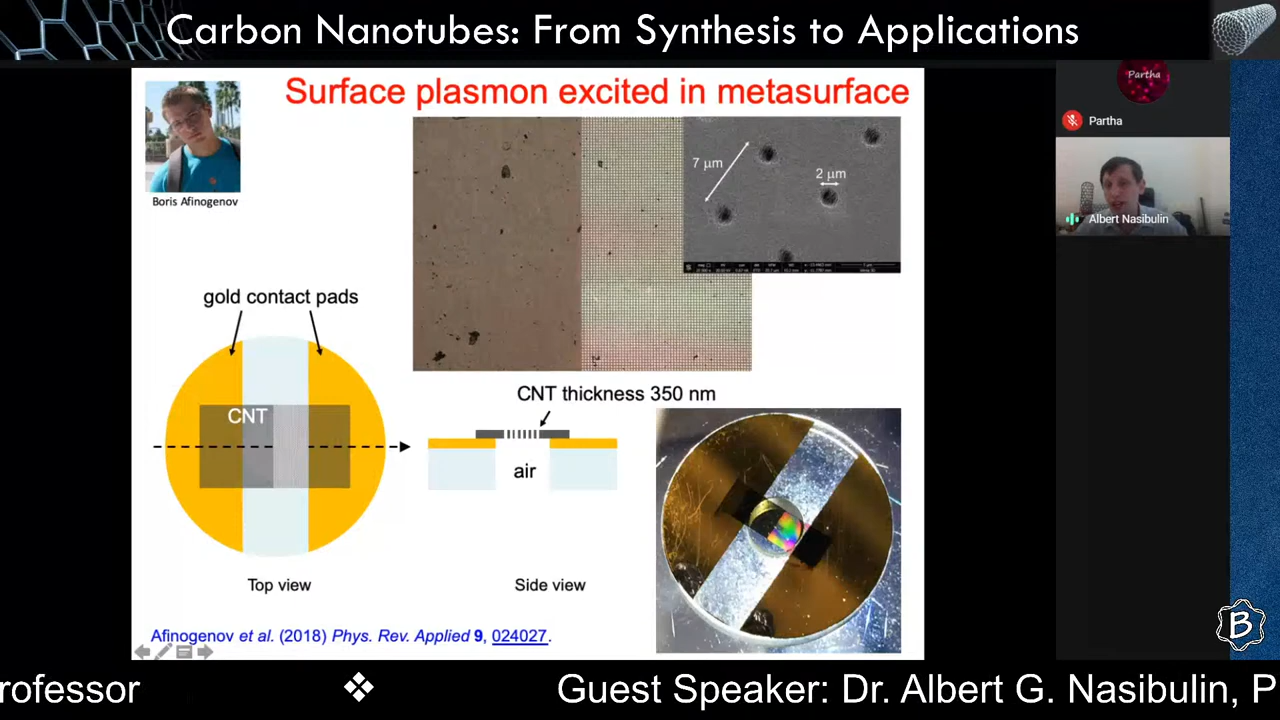 Carbon Nanotubes: From Synthesis to Applications
Surface plasmon excited in metasurface
Partha
Partha
Boris Afinogenov
7 μm
2 μm
Albert Nasibulin
gold contact pads
CNT
CNT thickness 350 nm
air
Top view
Side view
Afinogenov et al. (2018) Phys. Rev. Applied 9, 024027.
B
rofessor
❖
Guest Speaker: Dr. Albert G. Nasibulin, P